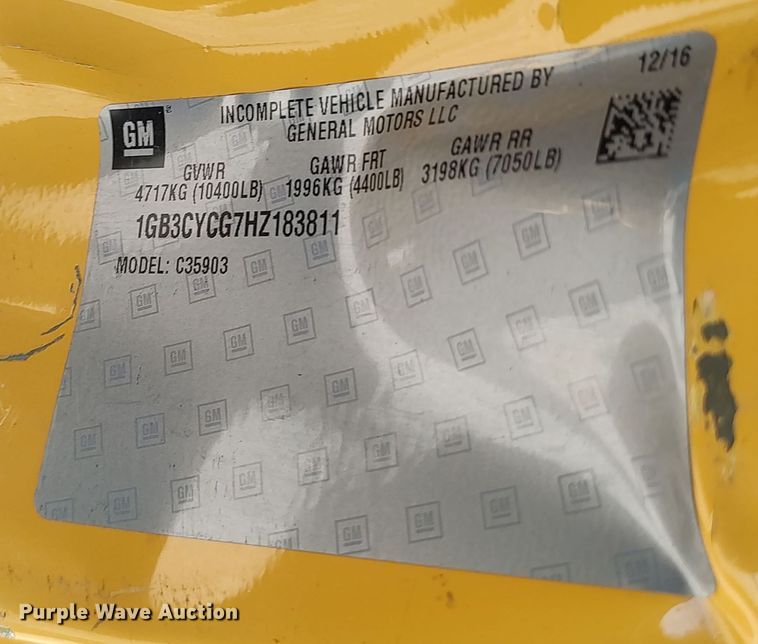 12/16
GM
INCOMPLETE VEHICLE MANUFACTURED BY
GENERAL MOTORS LLC
GVWR GAWR FRT GAWR RR
4717KG (10400LB) 1996KG (4400LB) 3198KG (7050LB)
1GB3CYCG7HZ183811
MODEL: C35903
Purple Wave Auction